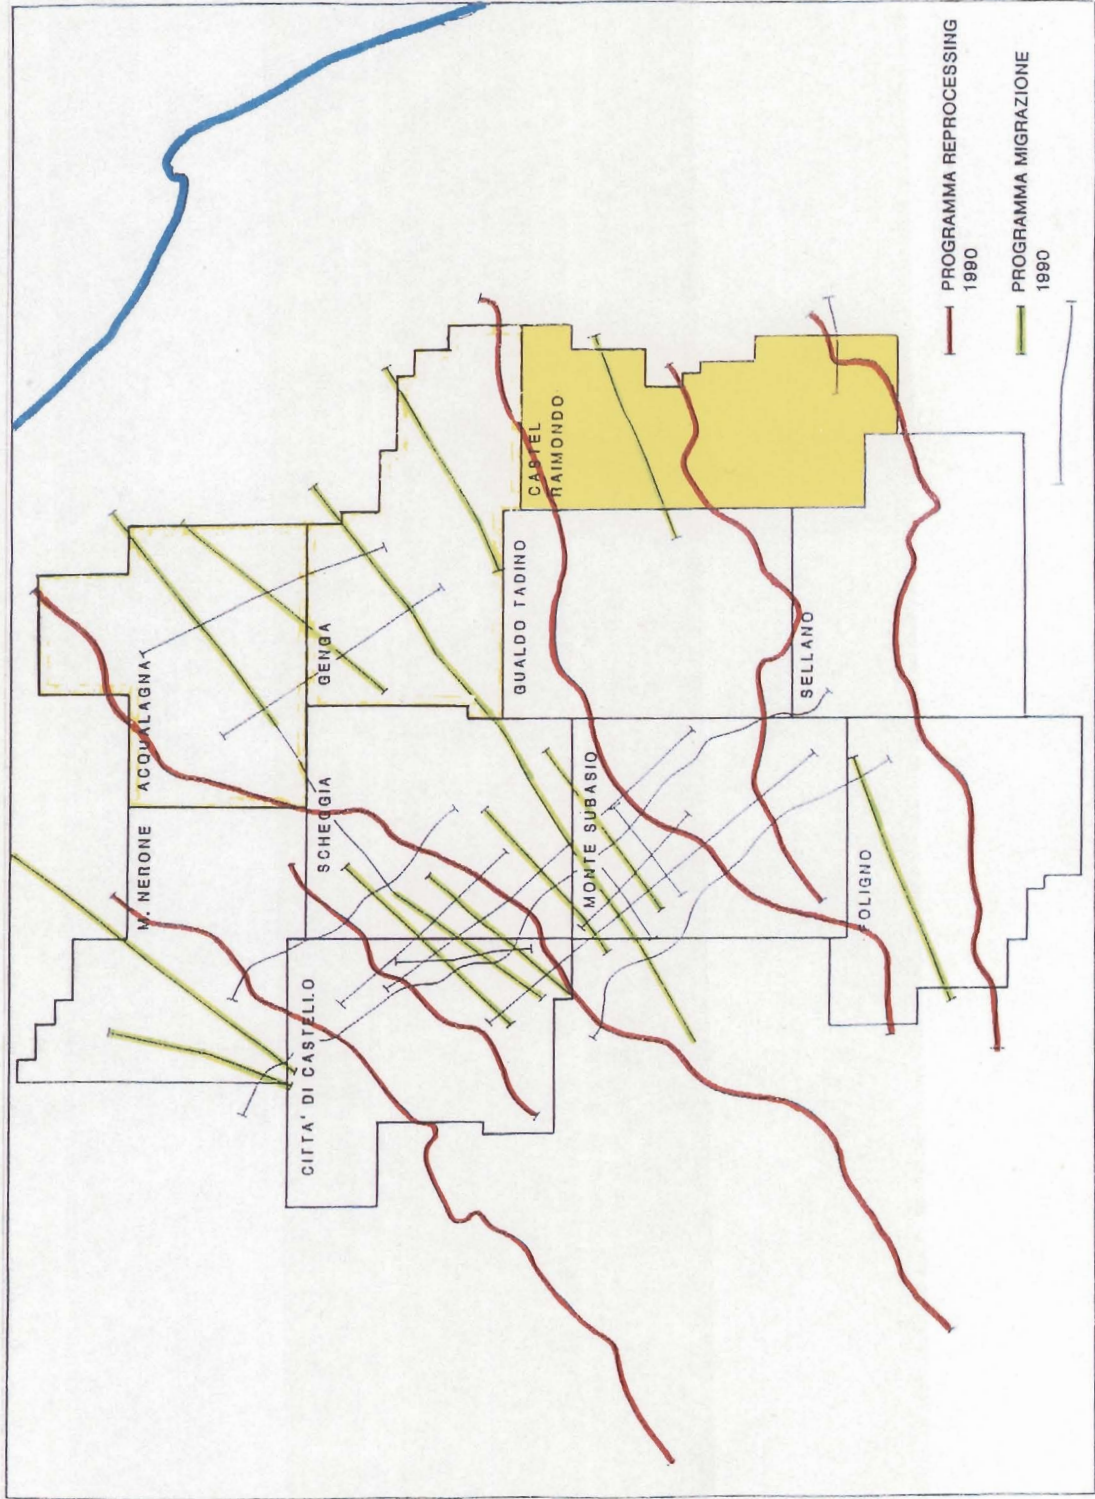 ACQUALAGNA
M. NERONE
GENGA
SCHEGGIA
CITTA' DI CASTELLO
CASTEL
RAIMONDO
GUALDO TADINO
MONTE SUBASIO
SELLANO
FOLIGNO
PROGRAMMA REPROCESSING
1990
PROGRAMMA MIGRAZIONE
1990